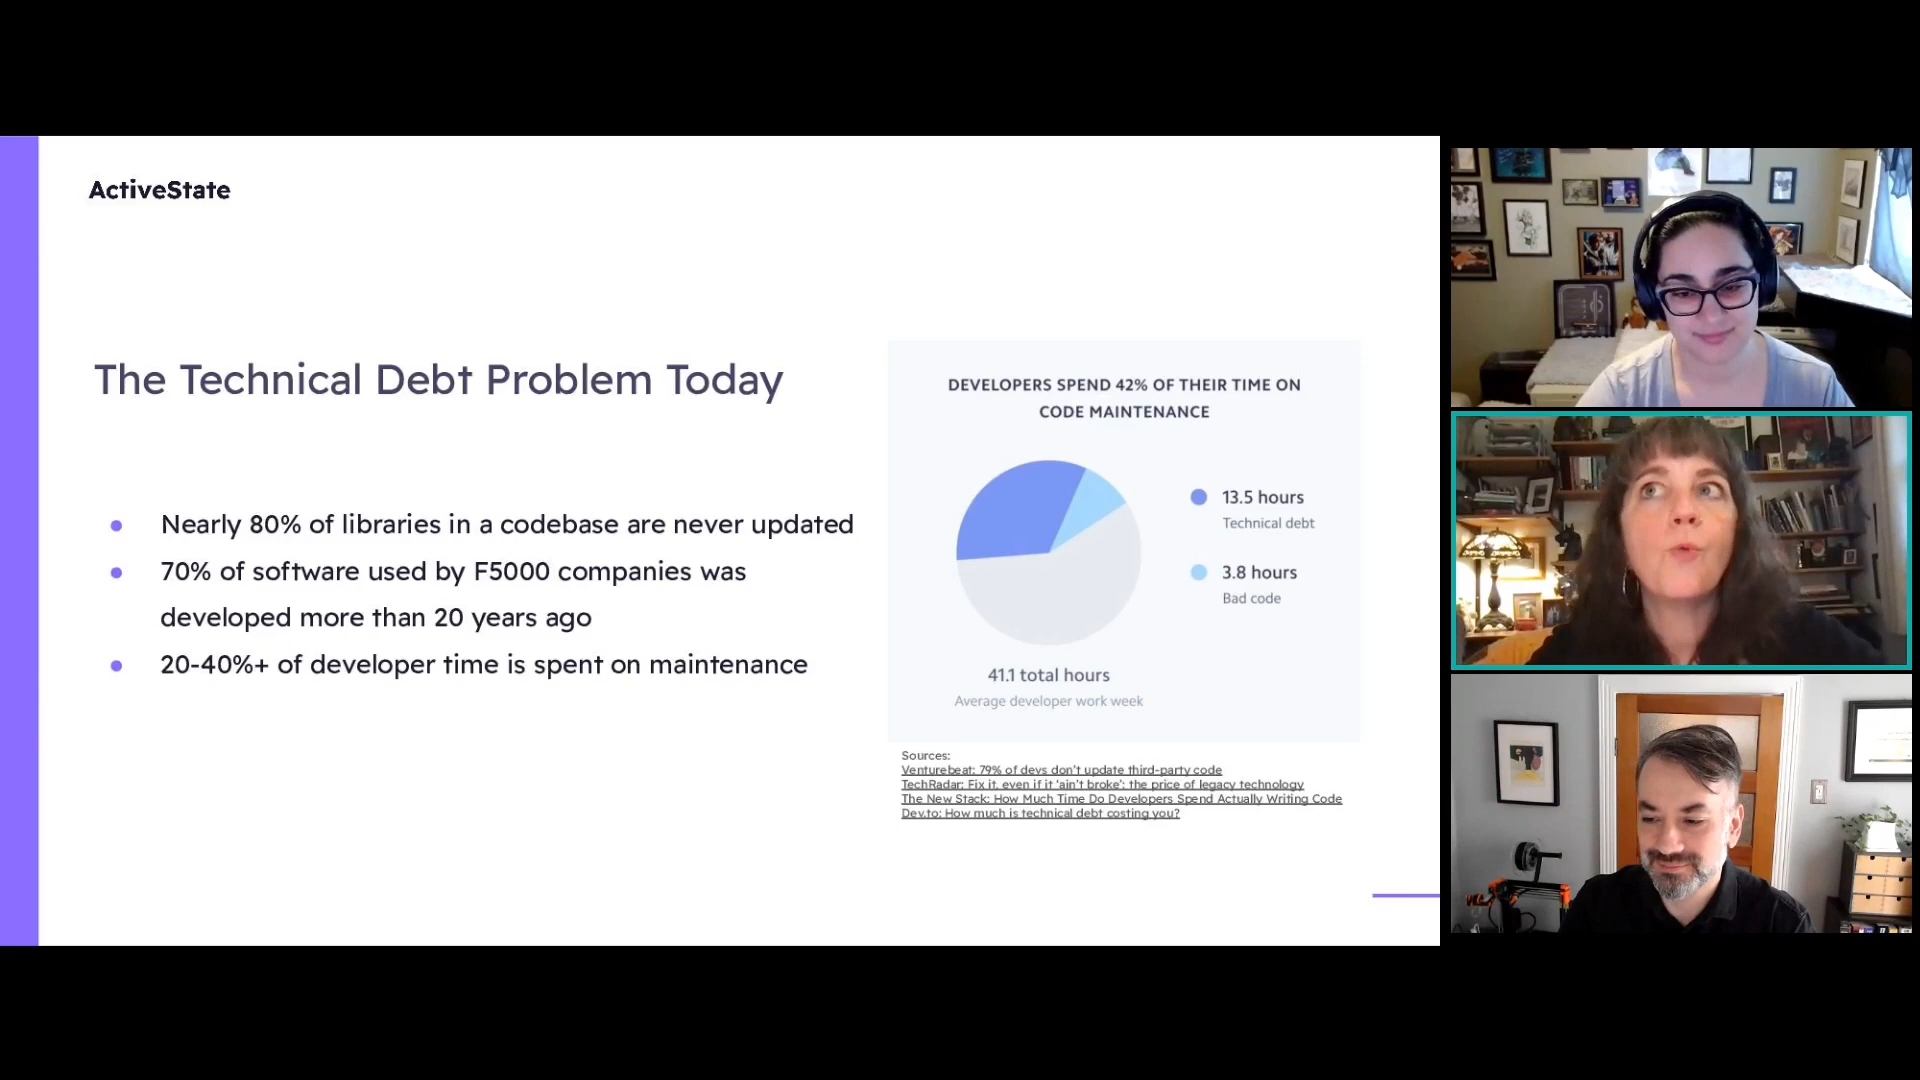 ActiveState
The Technical Debt Problem Today
Nearly 80% of libraries in a codebase are never updated
70% of software used by F5000 companies was
developed more than 20 years ago
20-40%+ of developer time is spent on maintenance
DEVELOPERS SPEND 42% OF THEIR TIME ON
CODE MAINTENANCE
13.5 hours
Technical debt
3.8 hours
Bad code
41.1 total hours
Average developer work week
Sources:
Venturebeat: 79% of devs don't update third-party code
TechRadar: Fix it, even if it 'ain't broke': the price of legacy technology
The New Stack: How Much Time Do Developers Spend Actually Writing Code
Dev.to: How much is technical debt costing you?